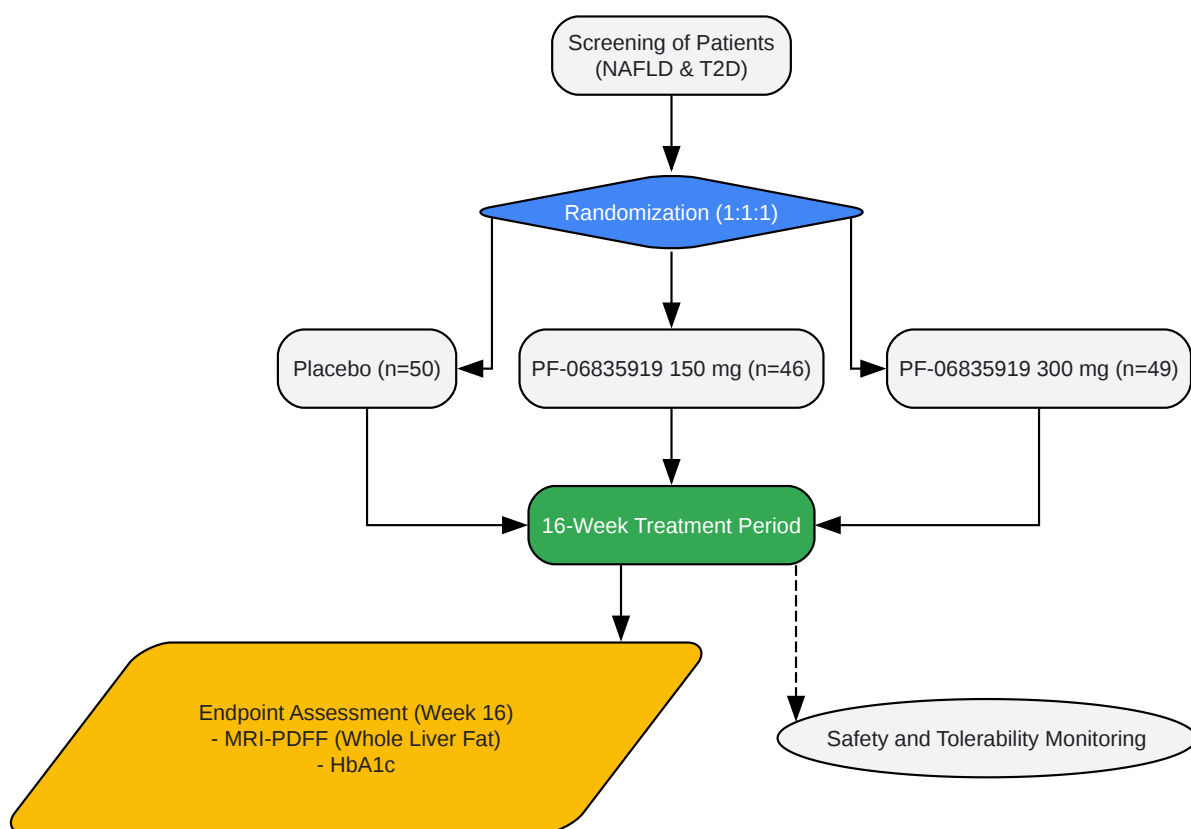 Screening of Patients
(NAFLD & T2D)
Randomization (1:1:1)
Placebo (n=50)
PF-06835919 150 mg (n=46)
PF-06835919 300 mg (n=49)
16-Week Treatment Period
Endpoint Assessment (Week 16)
- MRI-PDFF (Whole Liver Fat)
- HbA1c
Safety and Tolerability Monitoring